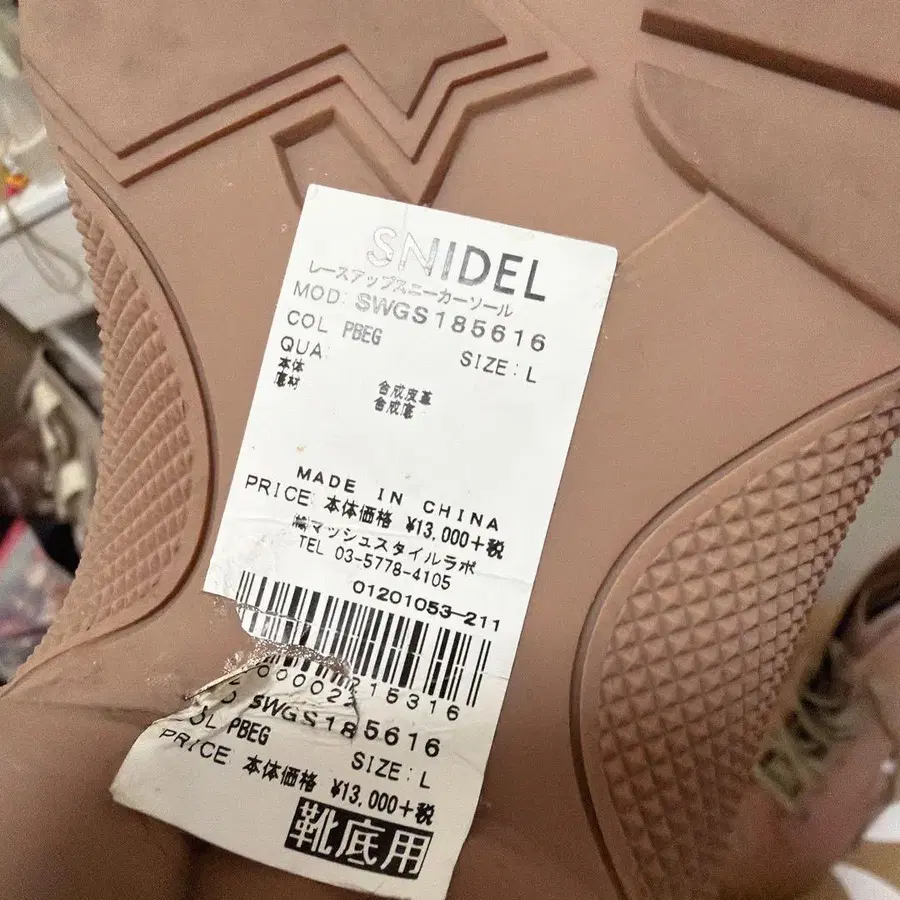 SNIDEL
レースアップスニーカーソール
MOD: SWGS185616
COL PBEG
SIZE: L
QUA:
本体 合成皮革
底材 合成底
MADE IN CHINA
PRICE 本体価格 ¥13,000+税
㈱マッシュスタイルラボ
TEL 03-5778-4105
01201053-211
SWGS185616
COL PBEG
SIZE: L
PRICE 本体価格 ¥13,000+税
靴底用